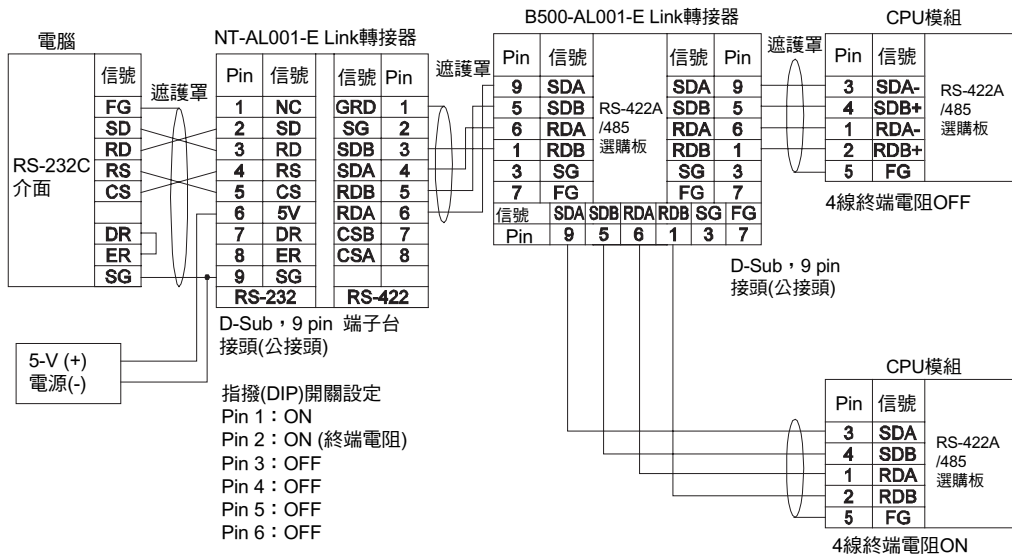 電腦
RS-232C
介面
信號
FG
SD
RD
RS
CS
DR
ER
SG
遮護罩
5-V (+)
電源(-)
NT-AL001-E Link轉接器
Pin 信號 信號 Pin
1 NC GRD 1
2 SD SG 2
3 RD SDB 3
4 RS SDA 4
5 CS RDB 5
6 5V RDA 6
7 DR CSB 7
8 ER CSA 8
9 SG
RS-232 RS-422
D-Sub，9 pin 端子台
接頭(公接頭)
指撥(DIP)開關設定
Pin 1：ON
Pin 2：ON (終端電阻)
Pin 3：OFF
Pin 4：OFF
Pin 5：OFF
Pin 6：OFF
遮護罩
B500-AL001-E Link轉接器
Pin 信號 信號 Pin
9 SDA SDA 9
5 SDB SDB 5
6 RDA RDA 6
1 RDB RDB 1
3 SG SG 3
7 FG FG 7
RS-422A
/485
選購板
信號 SDA SDB RDA RDB SG FG
Pin 9 5 6 1 3 7
D-Sub，9 pin
接頭(公接頭)
遮護罩
CPU模組
Pin 信號
3 SDA-
4 SDB+
1 RDA-
2 RDB+
5 FG
RS-422A
/485
選購板
4線終端電阻OFF
CPU模組
Pin 信號
3 SDA
4 SDB
1 RDA
2 RDB
5 FG
RS-422A
/485
選購板
4線終端電阻ON